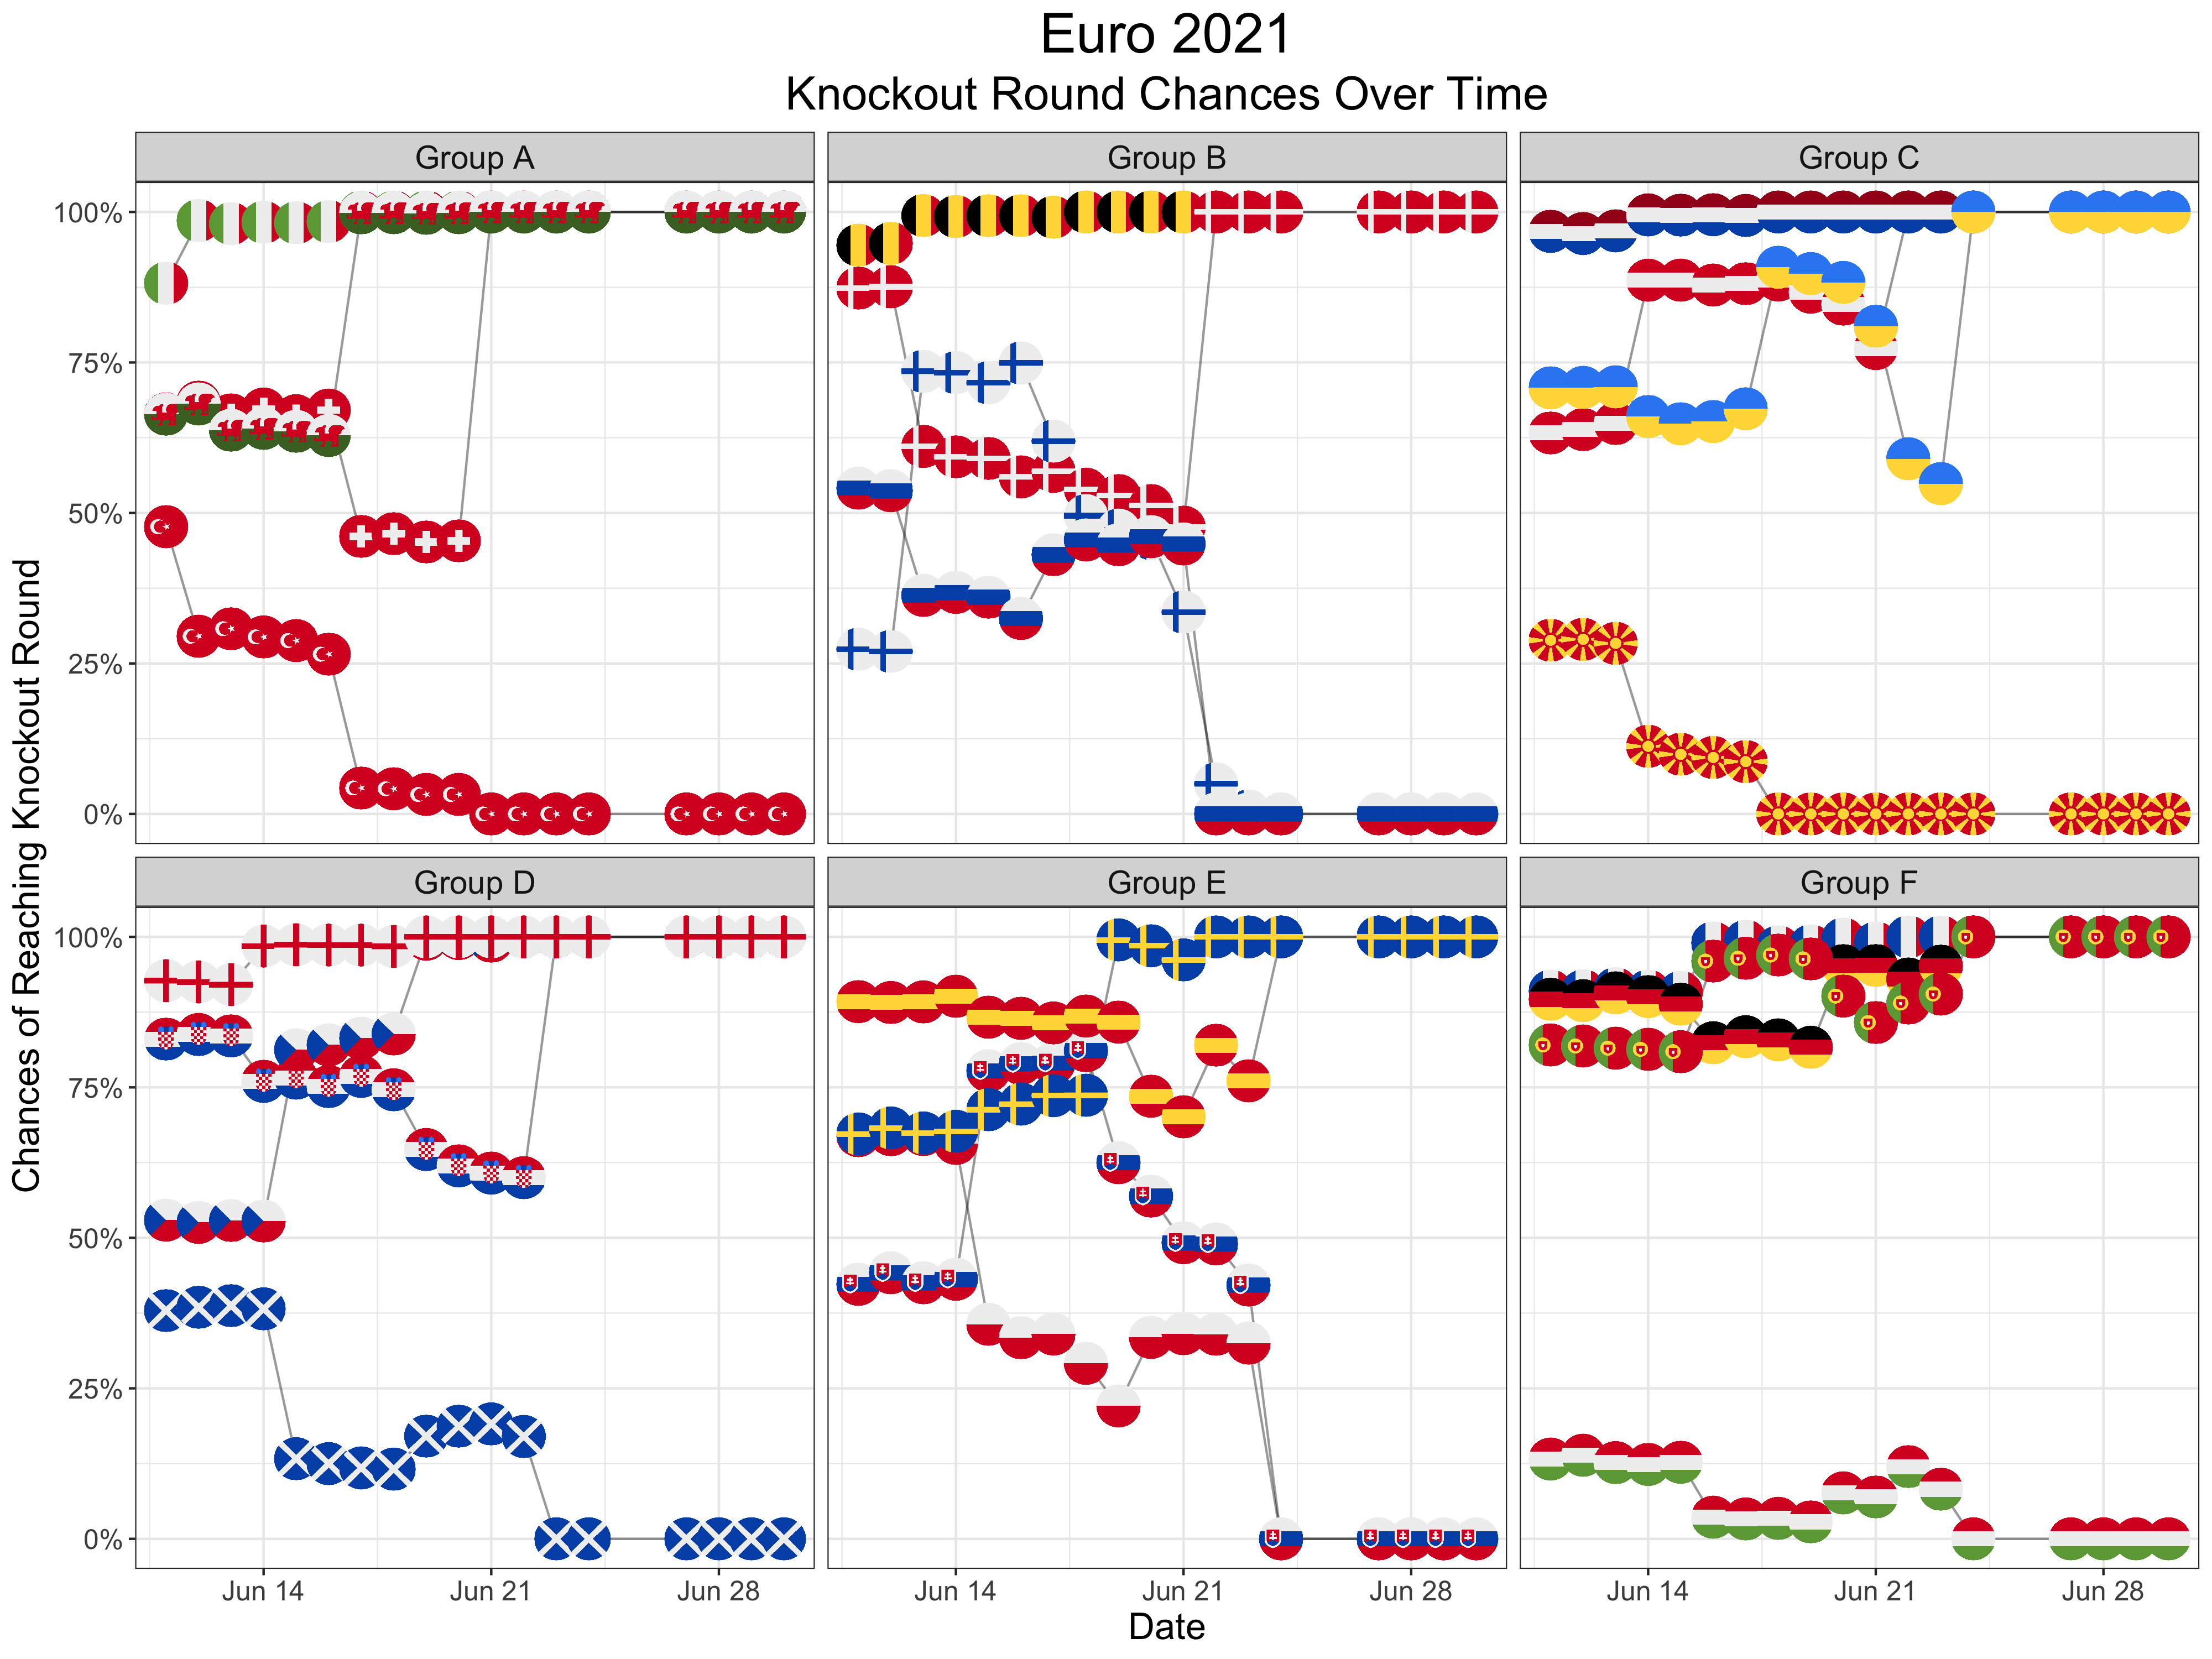 Euro 2021
Knockout Round Chances Over Time
Group A
Group B
Group C
100%
75%
50%
25%
0%
Group D
Group E
Group F
100%
75%
50%
25%
0%
Jun 14
Jun 21
Jun 28
Jun 14
Jun 21
Jun 28
Jun 14
Jun 21
Jun 28
Date
Chances of Reaching Knockout Round